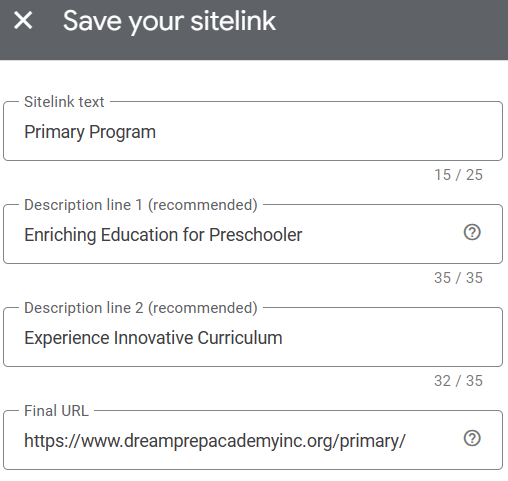 Save your sitelink
Sitelink text
Primary Program
15 / 25
Description line 1 (recommended)
Enriching Education for Preschooler
35 / 35
Description line 2 (recommended)
Experience Innovative Curriculum
32 / 35
Final URL
https://www.dreamprepacademyinc.org/primary/